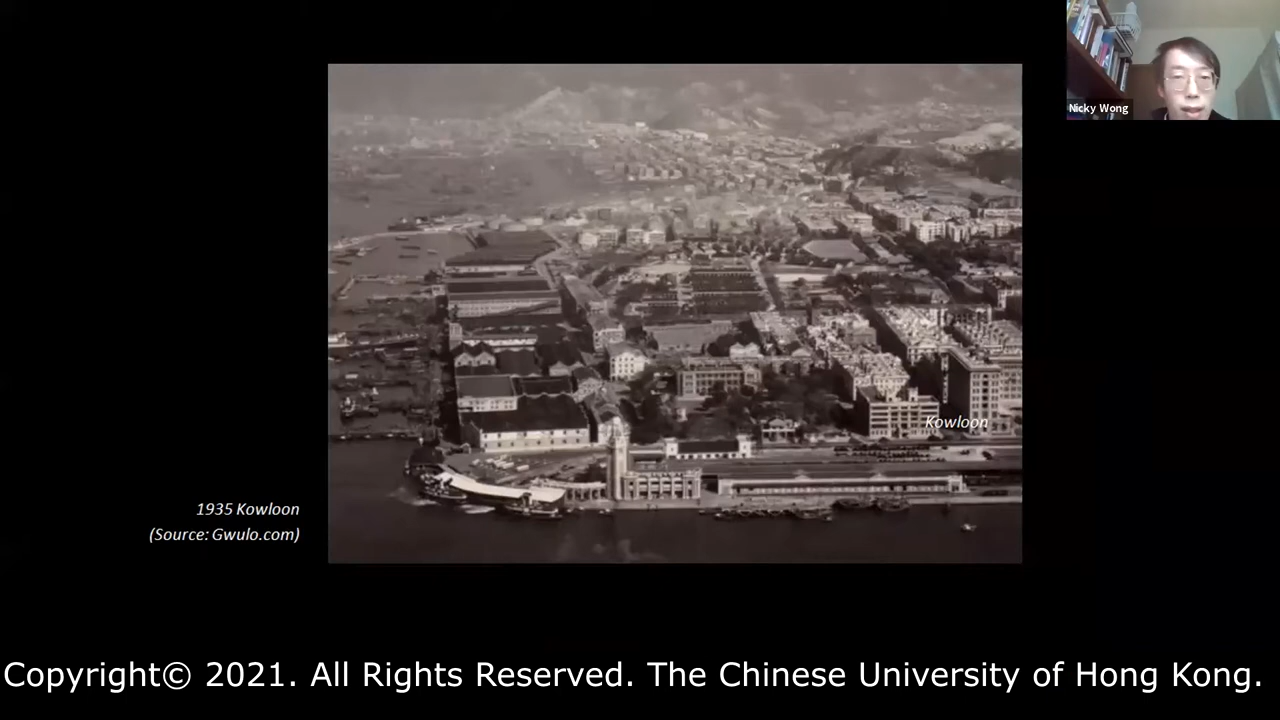 Nicky Wong
Kowloon
1935 Kowloon
(Source: Gwulo.com)
Copyright© 2021. All Rights Reserved. The Chinese University of Hong Kong.